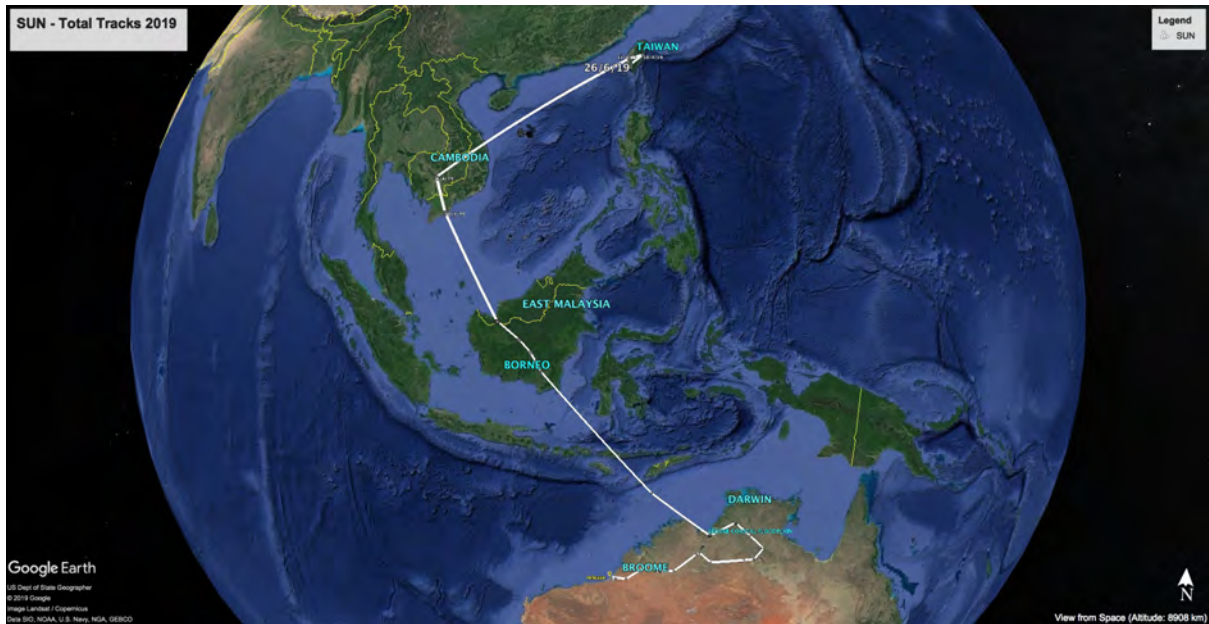 SUN - Total Tracks 2019
Legend
SUN
TAIWAN
26/6/19
CAMBODIA
EAST MALAYSIA
BORNEO
DARWIN
BROOME
Google Earth
US Dept of State Geographer
© 2019 Google
Image Landsat / Copernicus
Data SIO, NOAA, U.S. Navy, NGA, GEBCO
N
View from Space (Altitude: 8908 km)